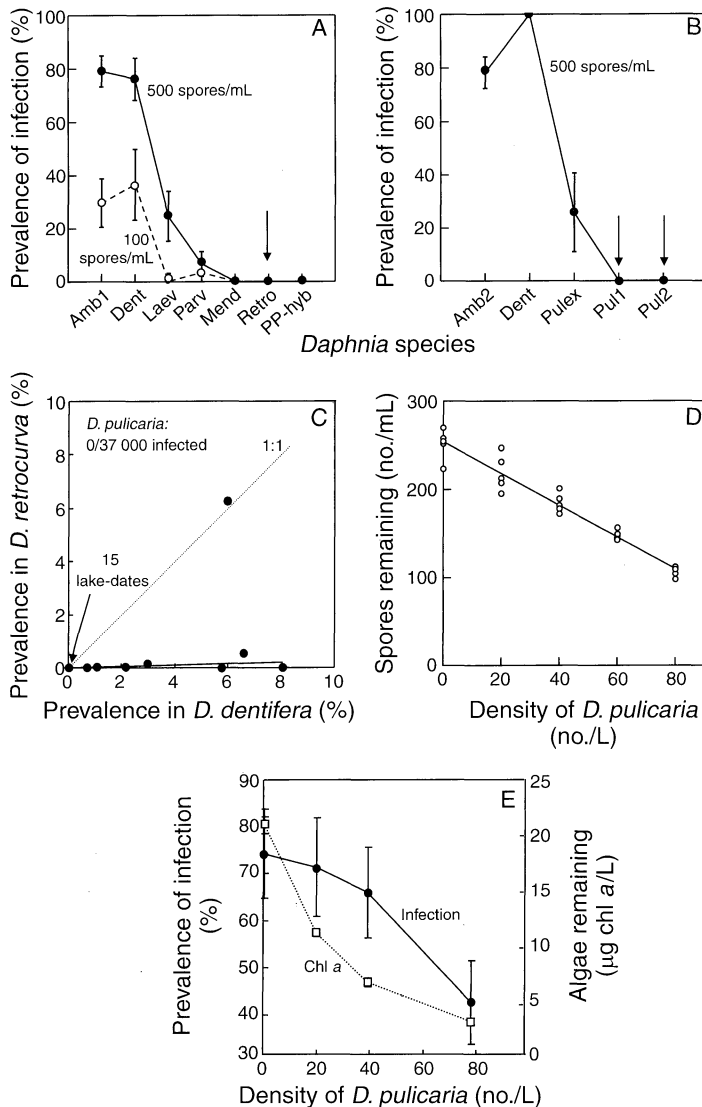 A
Prevalence of infection (%)
100
80
60
40
20
0
500 spores/mL
100
spores/mL
Amb1
Dent
Laev
Parv
Mend
Retro
PP-hyb
B
Prevalence of infection (%)
100
80
60
40
20
0
500 spores/mL
Amb2
Dent
Pulex
Pul1
Pul2
Daphnia species
C
Prevalence in D. retrocurva (%)
10
8
6
4
2
0
D. pulicaria:
0/37 000 infected
1:1
15
lake-dates
0 2 4 6 8 10
Prevalence in D. dentifera (%)
D
Spores remaining (no./mL)
300
200
100
0
0 20 40 60 80
Density of D. pulicaria
(no./L)
E
Prevalence of infection
(%)
90
80
70
60
50
40
30
Infection
Chl a
25
20
15
10
5
0
Algae remaining
(µg chl a/L)
0 20 40 60 80
Density of D. pulicaria (no./L)